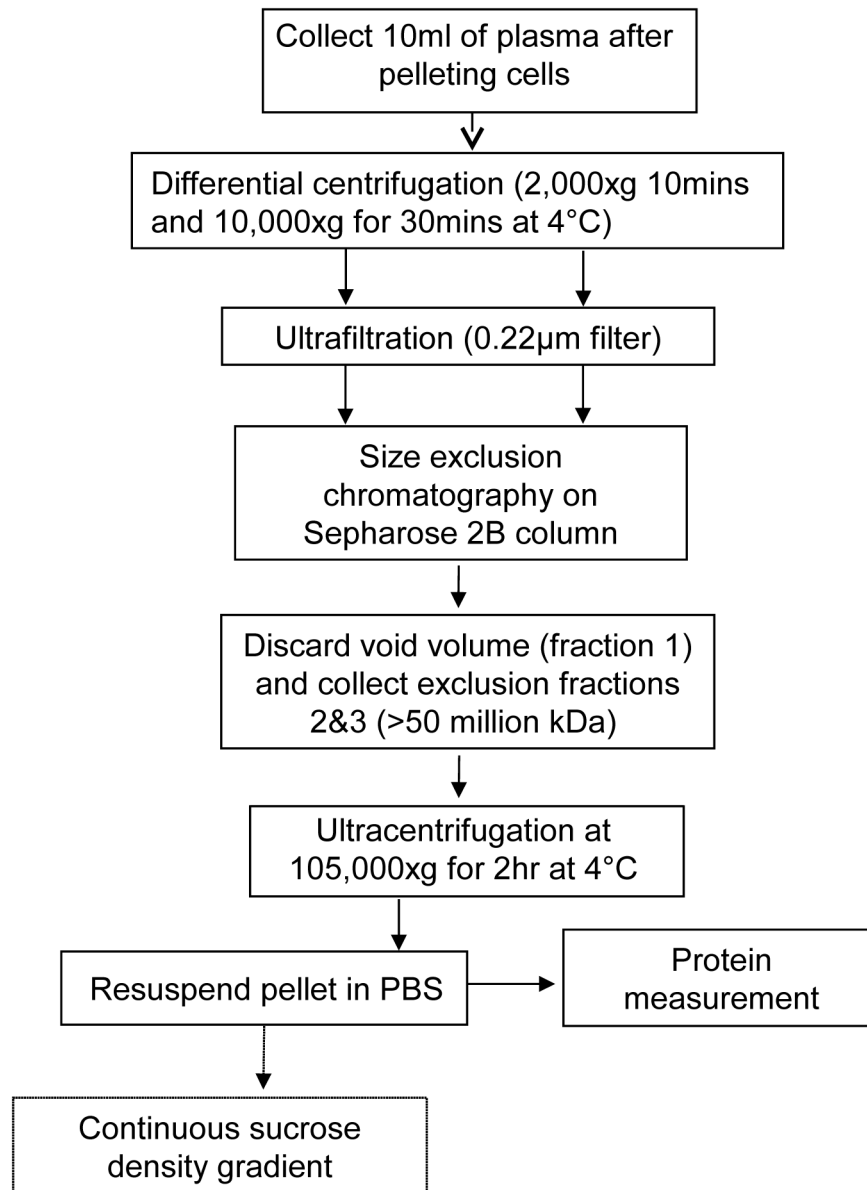 Collect 10ml of plasma after
pelleting cells
Differential centrifugation (2,000xg 10mins
and 10,000xg for 30mins at 4°C)
Ultrafiltration (0.22µm filter)
Size exclusion
chromatography on
Sepharose 2B column
Discard void volume (fraction 1)
and collect exclusion fractions
2&3 (>50 million kDa)
Ultracentrifugation at
105,000xg for 2hr at 4°C
Resuspend pellet in PBS
Protein
measurement
Continuous sucrose
density gradient